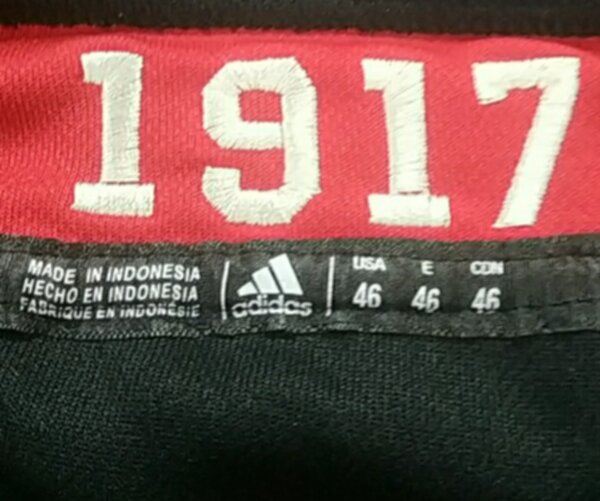 1917
MADE IN INDONESIA
HECHO EN INDONESIA
FABRIQUE EN INDONESIE
adidas
USA E CDN
46 46 46